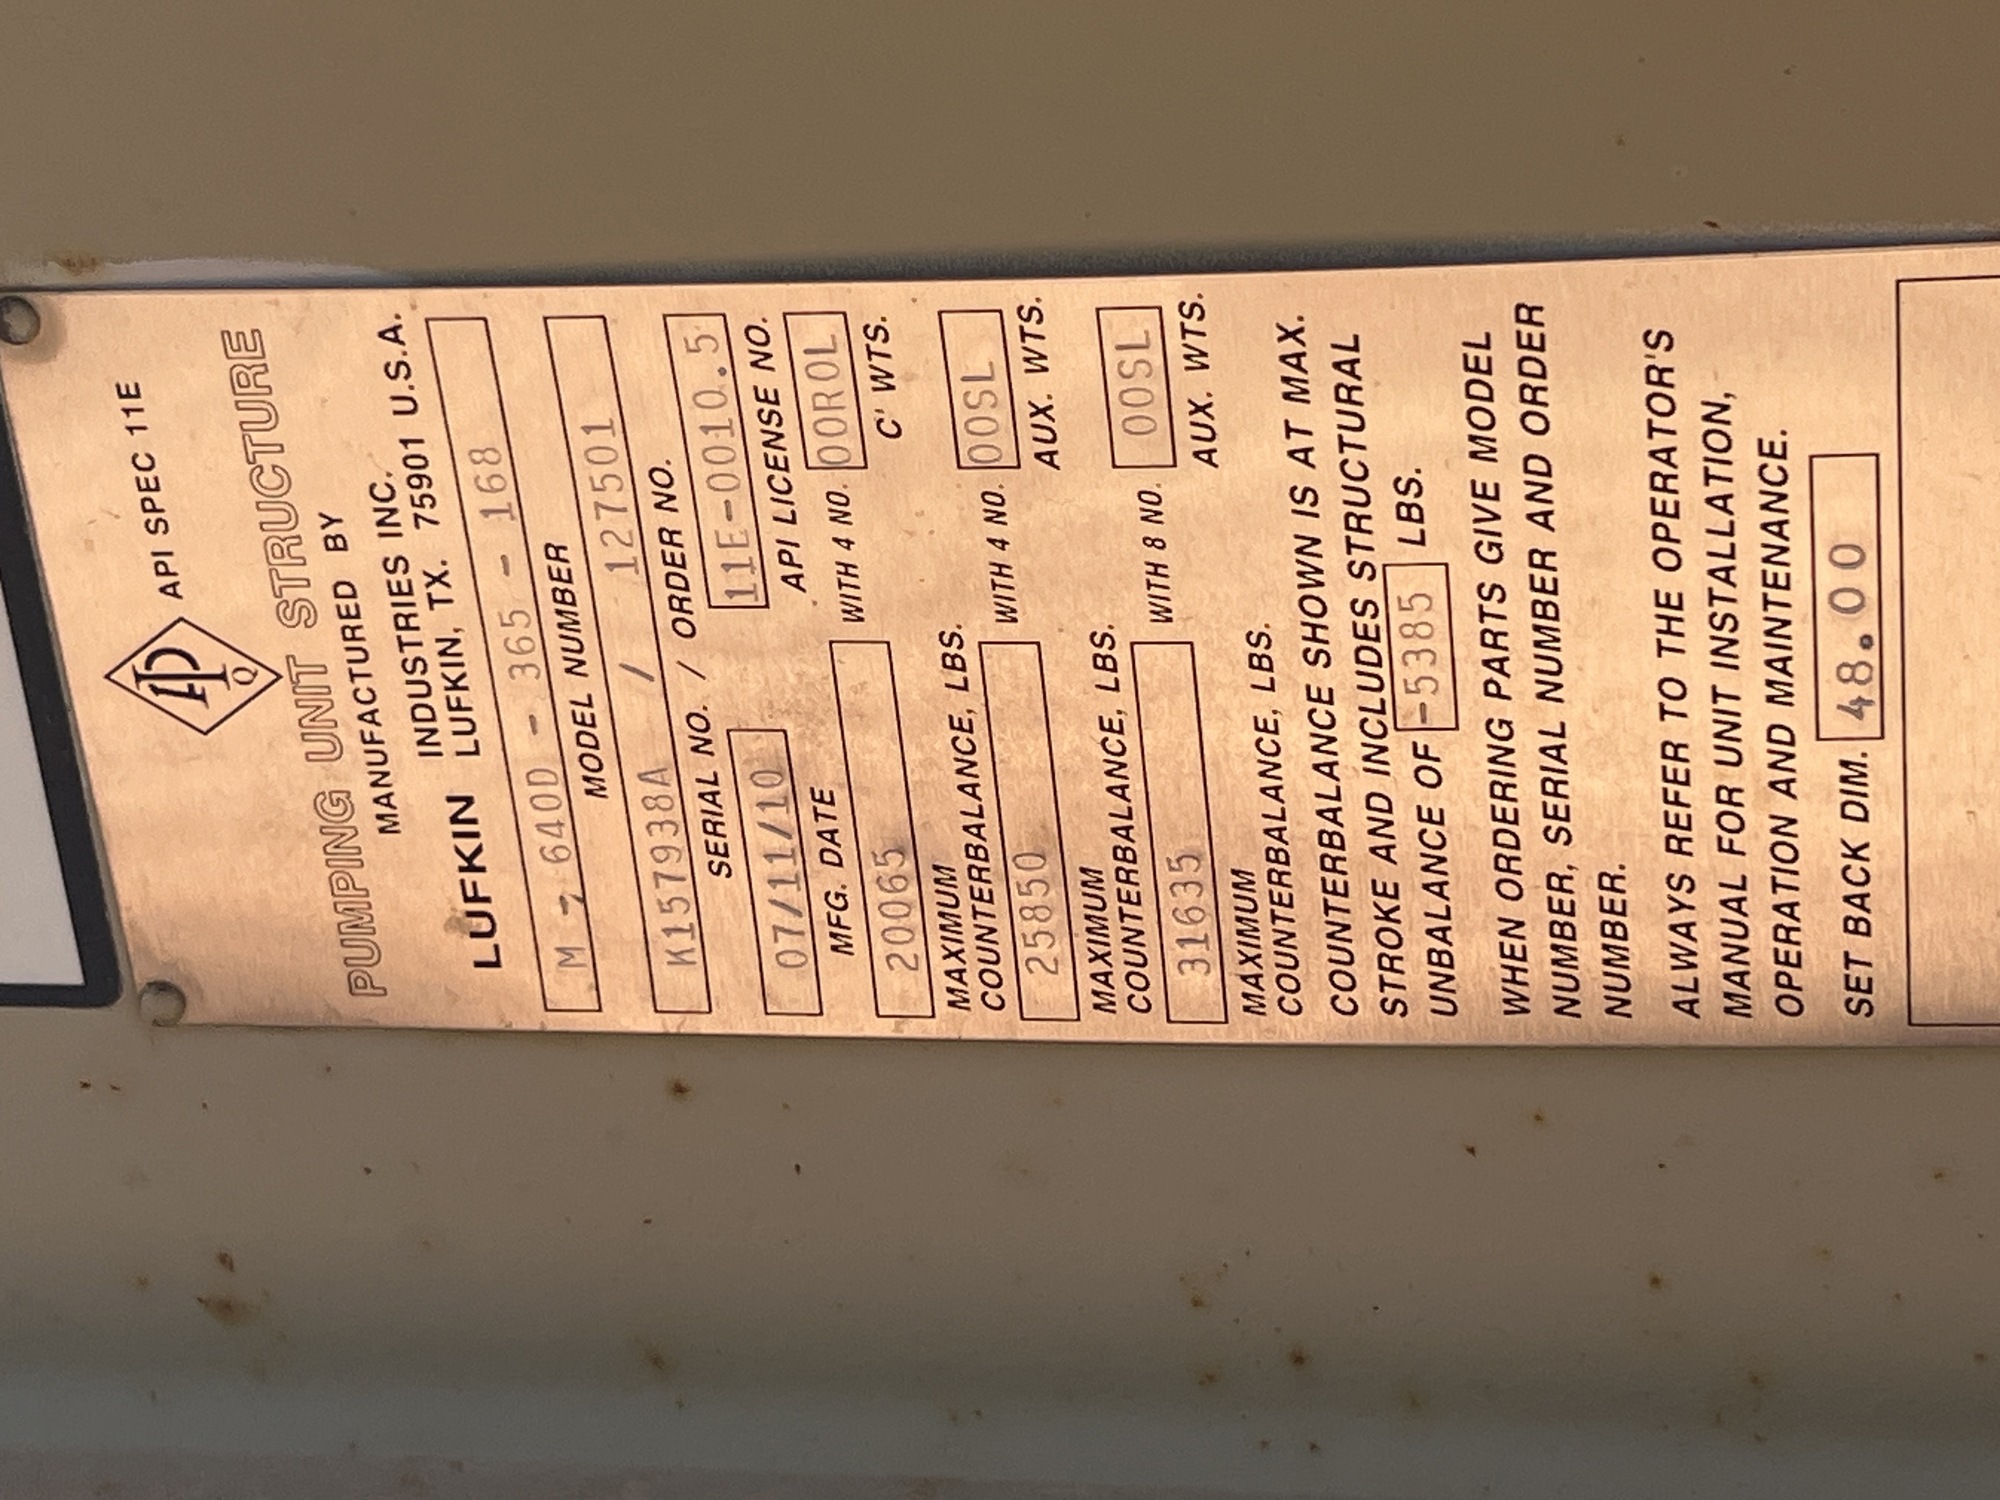 API SPEC 11E
PUMPING UNIT STRUCTURE
MANUFACTURED BY
LUFKIN INDUSTRIES INC.
LUFKIN, TX. 75901 U.S.A.
M - 640D - 365 - 168
MODEL NUMBER
K157938A / 127501
SERIAL NO. / ORDER NO.
07/11/10 11E-0010.5
MFG. DATE API LICENSE NO.
20065 WITH 4 NO. OOROL
MAXIMUM C' WTS.
COUNTERBALANCE, LBS.
25850 WITH 4 NO. OOSL
MAXIMUM AUX. WTS.
COUNTERBALANCE, LBS.
31635 WITH 8 NO. OOSL
MAXIMUM AUX. WTS.
COUNTERBALANCE, LBS.
COUNTERBALANCE SHOWN IS AT MAX.
STROKE AND INCLUDES STRUCTURAL
UNBALANCE OF -5385 LBS.
WHEN ORDERING PARTS GIVE MODEL
NUMBER, SERIAL NUMBER AND ORDER
NUMBER.
ALWAYS REFER TO THE OPERATOR'S
MANUAL FOR UNIT INSTALLATION,
OPERATION AND MAINTENANCE.
SET BACK DIM. 48.00